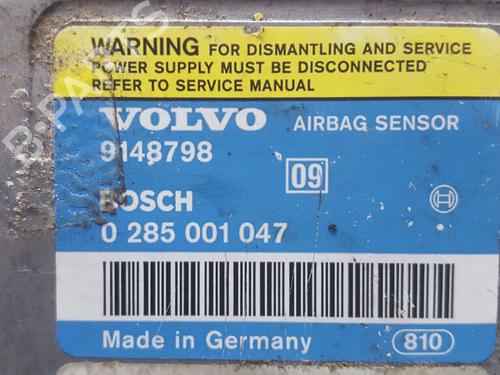 WARNING FOR DISMANTLING AND SERVICE
POWER SUPPLY MUST BE DISCONNECTED
REFER TO SERVICE MANUAL
VOLVO AIRBAG SENSOR
9148798
09
BOSCH
0 285 001 047
Made in Germany 810
B-PARTS